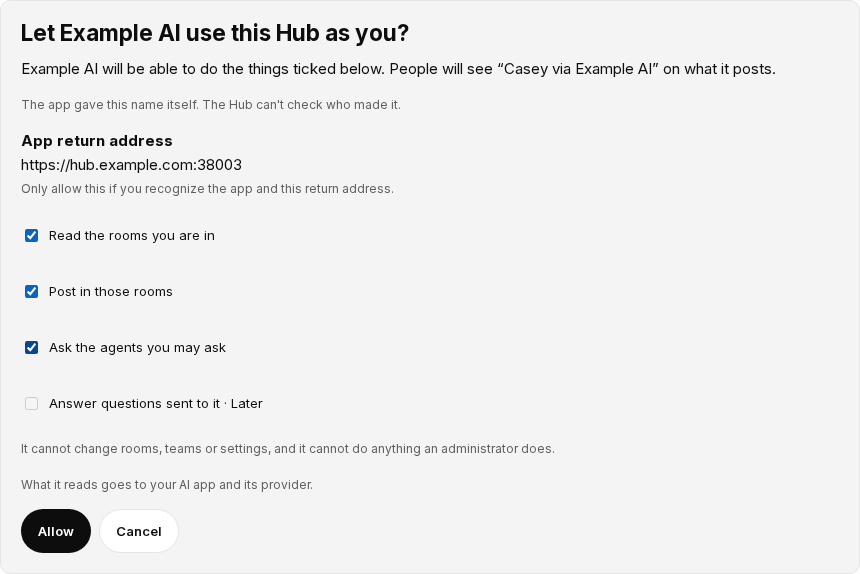 Let Example AI use this Hub as you?
Example AI will be able to do the things ticked below. People will see “Casey via Example AI” on what it posts.
The app gave this name itself. The Hub can't check who made it.
App return address
https://hub.example.com:38003
Only allow this if you recognize the app and this return address.
Read the rooms you are in
Post in those rooms
Ask the agents you may ask
Answer questions sent to it · Later
It cannot change rooms, teams or settings, and it cannot do anything an administrator does.
What it reads goes to your AI app and its provider.
Allow
Cancel